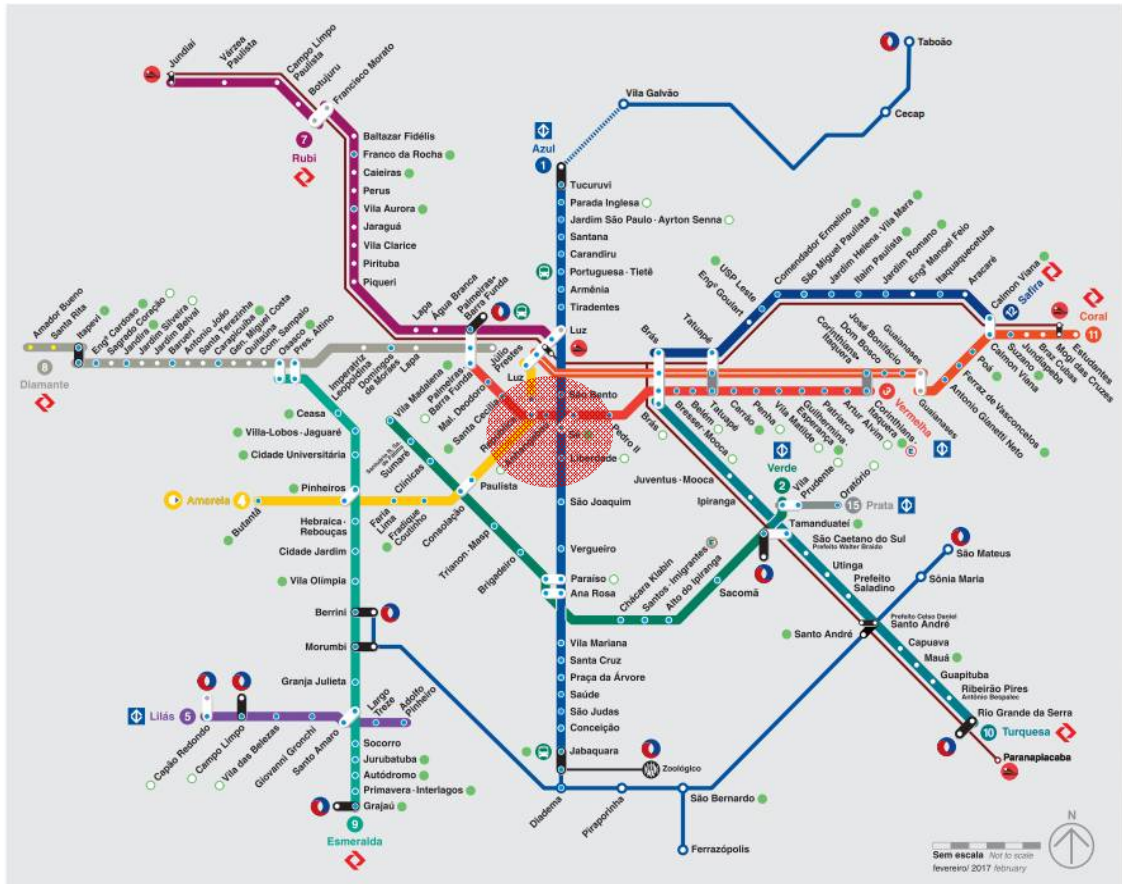 Jundiaí
Várzea
Paulista
Campo Limpo
Paulista
Botujuru
Francisco Morato
7
Rubi
Baltazar Fidélis
Franco da Rocha
Caieiras
Perus
Vila Aurora
Jaraguá
Vila Clarice
Pirituba
Piqueri
Lapa
Água Branca
Palmeiras-
Barra Funda
Azul
1
Vila Galvão
Taboão
Cecap
Tucuruvi
Parada Inglesa
Jardim São Paulo - Ayrton Senna
Santana
Carandiru
Portuguesa - Tietê
Armênia
Tiradentes
Luz
São Bento
Sé
Liberdade
São Joaquim
Vergueiro
Paraíso
Ana Rosa
Vila Mariana
Santa Cruz
Praça da Árvore
Saúde
São Judas
Conceição
Jabaquara
Zoológico
Amador Bueno
Santa Rita
Itapevi
Engº Cardoso
Sagrado Coração
Jandira
Jardim Silveira
Jardim Belval
Barueri
Antonio João
Santa Terezinha
Carapicuíba
Gen. Miguel Costa
Quitaúna
Com. Sampaio
Osasco
Pres. Altino
Imperatriz
Leopoldina
Domingos
de Moraes
Lapa
Palmeiras-
Barra Funda
Júlio
Prestes
8
Diamante
Ceasa
Villa-Lobos - Jaguaré
Cidade Universitária
Pinheiros
Hebraica -
Rebouças
Cidade Jardim
Vila Olímpia
Berrini
Morumbi
Granja Julieta
Socorro
Jurubatuba
Autódromo
Primavera - Interlagos
Grajaú
9
Esmeralda
Lilás
5
Capão Redondo
Campo Limpo
Vila das Belezas
Giovanni Gronchi
Santo Amaro
Largo
Treze
Adolfo
Pinheiro
Amarela
4
Butantã
Faria
Lima
Fradique
Coutinho
Clínicas
Paulista
República
Luz
Vila Madalena
Sumaré
Consolação
Trianon - Masp
Brigadeiro
Chácara Klabin
Santos - Imigrantes
Alto do Ipiranga
Sacomã
Tamanduateí
Vila
Prudente
Oratório
Verde
2
15
Prata
Mal. Deodoro
Santa Cecília
Anhangabaú
Pedro II
Brás
Bresser - Mooca
Belém
Tatuapé
Carrão
Penha
Vila Matilde
Guilhermina -
Esperança
Patriarca
Artur Alvim
Corinthians -
Itaquera
3
Vermelha
Brás
Tatuapé
Engº Goulart
USP Leste
Comendador Ermelino
São Miguel Paulista
Jardim Helena - Vila Mara
Itaim Paulista
Jardim Romano
Engº Manoel Feio
Itaquaquecetuba
Aracaré
Calmon Viana
12
Safira
Corinthians -
Itaquera
Dom Bosco
José Bonifácio
Guaianases
Guaianases
Antonio Gianetti Neto
Ferraz de Vasconcelos
Poá
Calmon Viana
Suzano
Jundiapeba
Braz Cubas
Mogi das Cruzes
Estudantes
Coral
11
Juventus - Mooca
Ipiranga
São Caetano do Sul
Prefeito Walter Braido
Utinga
Prefeito
Saladino
Prefeito Celso Daniel
Santo André
Santo André
Capuava
Mauá
Guapituba
Ribeirão Pires
Antônio Bespalec
Rio Grande da Serra
10
Turquesa
Paranapiacaba
São Mateus
Sônia Maria
Diadema
Piraporinha
São Bernardo
Ferrazópolis
N
Sem escala Not to scale
fevereiro/ 2017 february